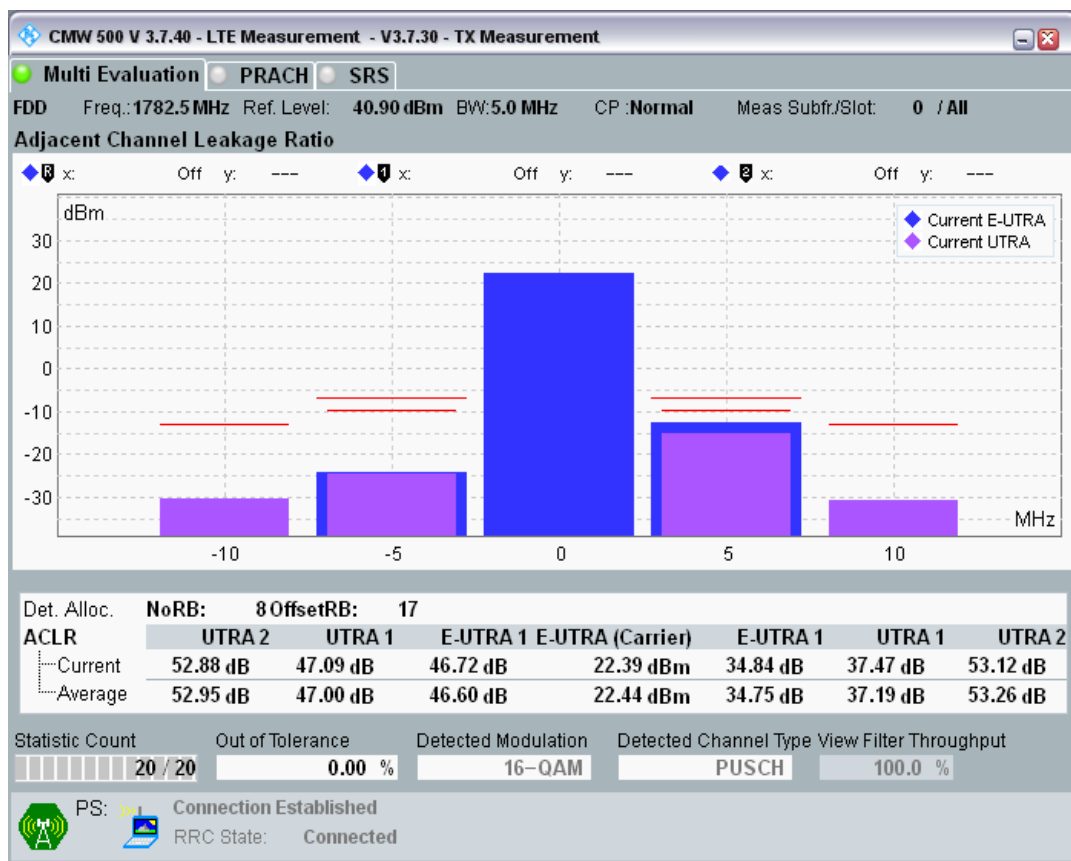 CMW 500 V 3.7.40 - LTE Measurement - V3.7.30 - TX Measurement
Multi Evaluation PRACH SRS
FDD Freq.: 1782.5 MHz Ref. Level: 40.90 dBm BW: 5.0 MHz CP : Normal Meas Subfr./Slot: 0 / All
Adjacent Channel Leakage Ratio
R x: Off y: --- 1 x: Off y: --- 2 x: Off y: ---
dBm
Current E-UTRA
Current UTRA
30
20
10
0
-10
-20
-30
MHz
-10 -5 0 5 10
Det. Alloc. NoRB: 8 OffsetRB: 17
ACLR UTRA 2 UTRA 1 E-UTRA 1 E-UTRA (Carrier) E-UTRA 1 UTRA 1 UTRA 2
Current 52.88 dB 47.09 dB 46.72 dB 22.39 dBm 34.84 dB 37.47 dB 53.12 dB
Average 52.95 dB 47.00 dB 46.60 dB 22.44 dBm 34.75 dB 37.19 dB 53.26 dB
Statistic Count Out of Tolerance Detected Modulation Detected Channel Type View Filter Throughput
20 / 20 0.00 % 16-QAM PUSCH 100.0 %
PS: Connection Established
RRC State: Connected